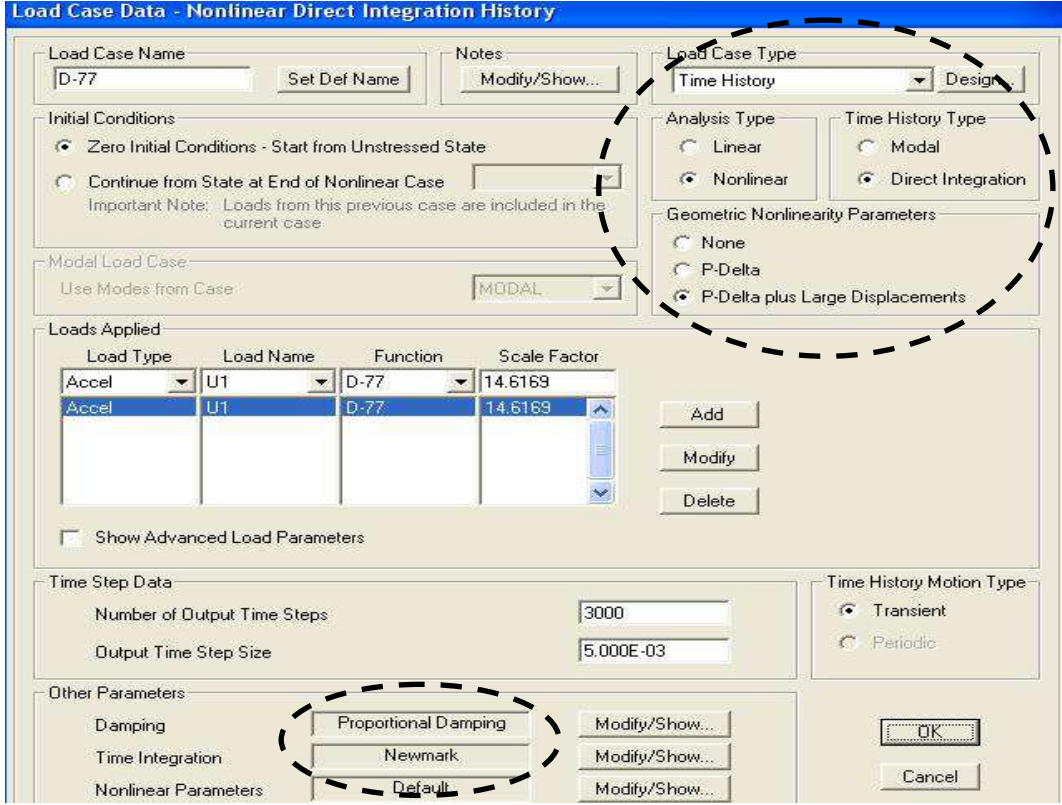 Load Case Data - Nonlinear Direct Integration History
Load Case Name
D-77
Set Def Name
Notes
Modify/Show...
Load Case Type
Time History
Design...
Initial Conditions
Zero Initial Conditions - Start from Unstressed State
Continue from State at End of Nonlinear Case
Important Note: Loads from this previous case are included in the
current case
Analysis Type
Linear
Nonlinear
Time History Type
Modal
Direct Integration
Geometric Nonlinearity Parameters
None
P-Delta
P-Delta plus Large Displacements
Modal Load Case
Use Modes from Case
MODAL
Loads Applied
Load Type Load Name Function Scale Factor
Accel U1 D-77 14.6169
Accel U1 D-77 14.6169
Add
Modify
Delete
Show Advanced Load Parameters
Time Step Data
Number of Output Time Steps 3000
Output Time Step Size 5.000E-03
Time History Motion Type
Transient
Periodic
Other Parameters
Damping Proportional Damping Modify/Show...
Time Integration Newmark Modify/Show...
Nonlinear Parameters Default Modify/Show...
OK
Cancel